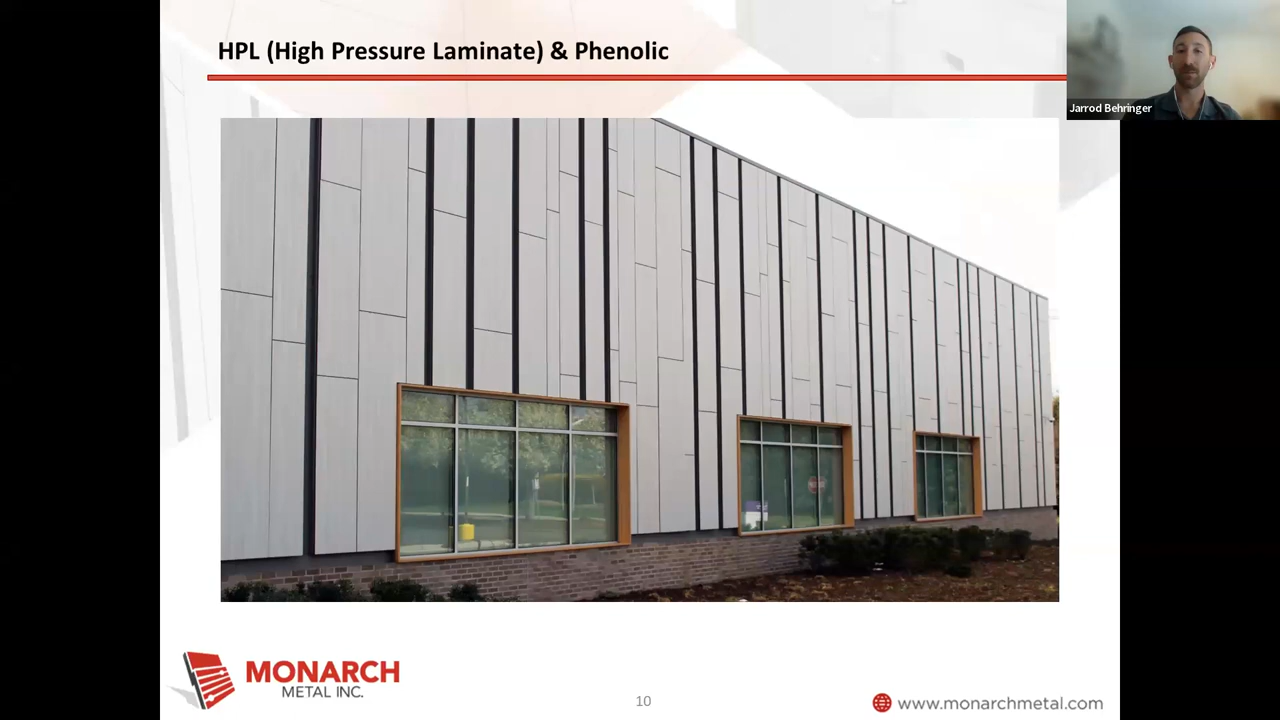 HPL (High Pressure Laminate) & Phenolic
Jarrod Behringer
MONARCH
METAL INC.
10
www.monarchmetal.com